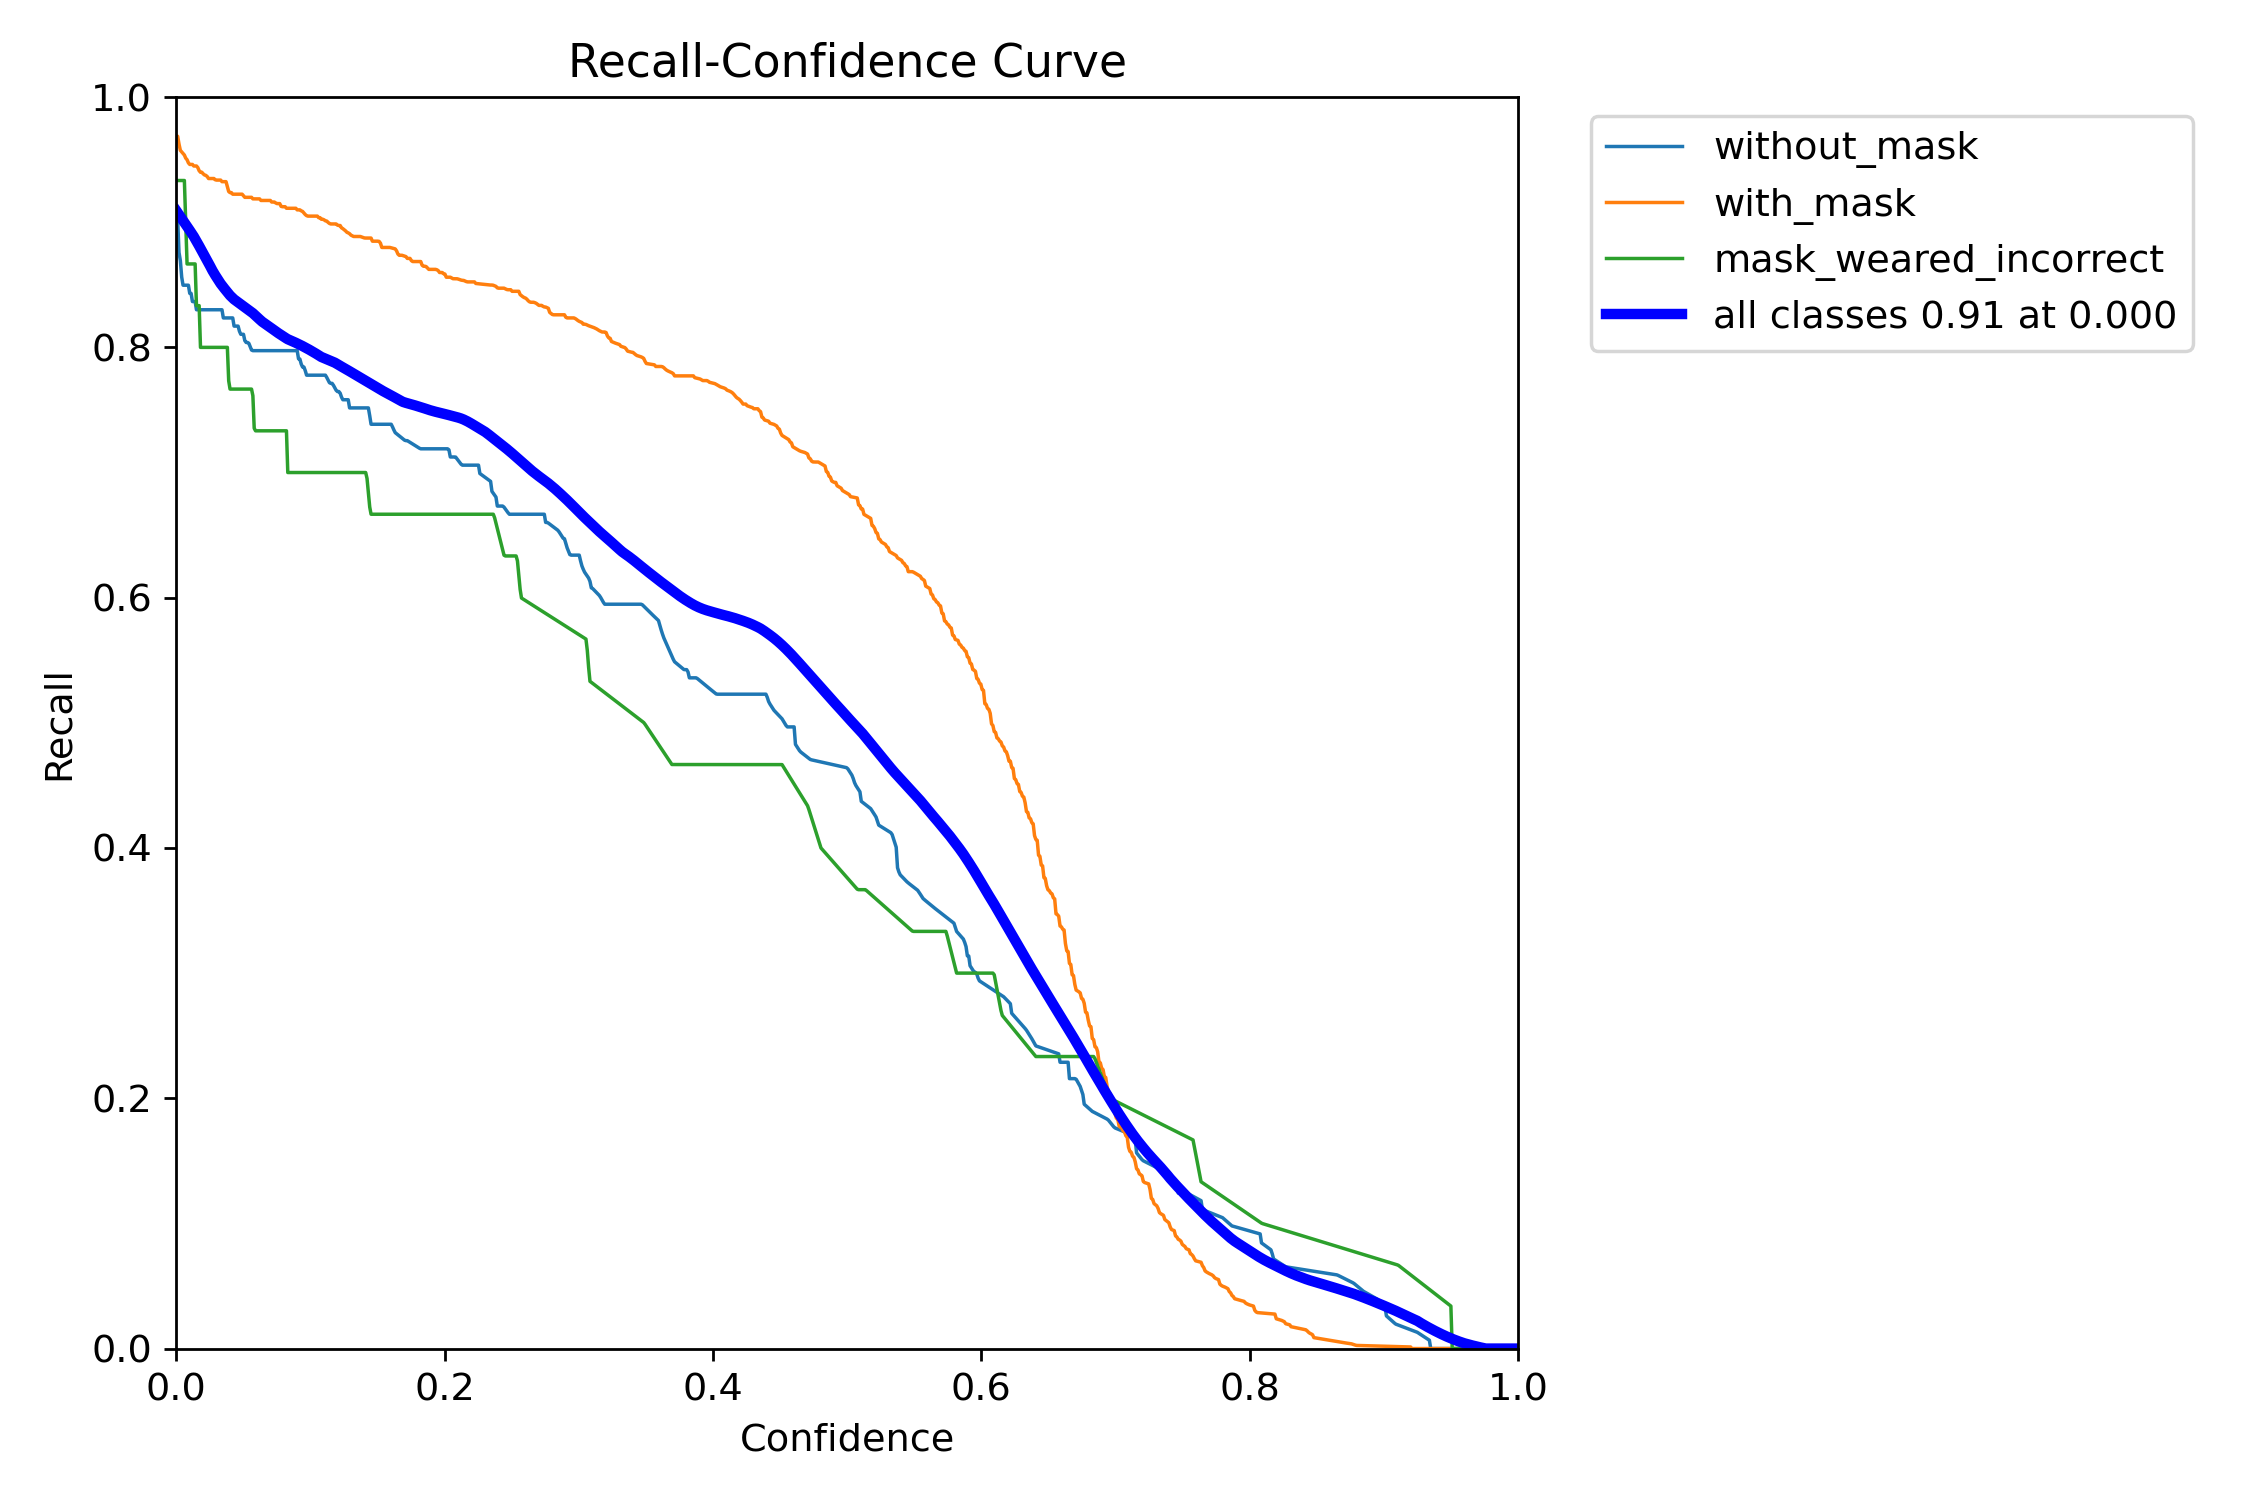 Recall-Confidence Curve
1.0
0.8
0.6
0.4
0.2
0.0
Recall
0.0 0.2 0.4 0.6 0.8 1.0
Confidence
without_mask
with_mask
mask_weared_incorrect
all classes 0.91 at 0.000